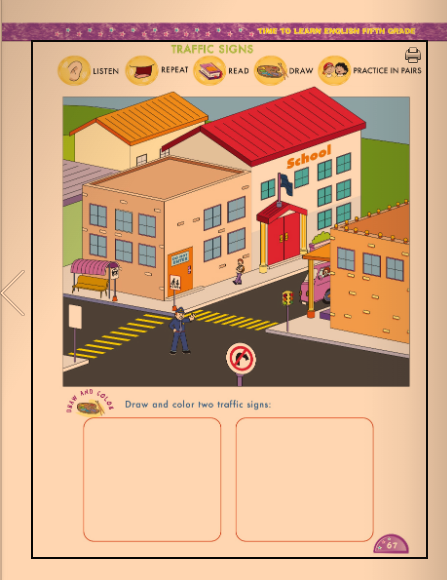 TIME TO LEARN ENGLISH FIFTH GRADE
TRAFFIC SIGNS
LISTEN
REPEAT
READ
DRAW
PRACTICE IN PAIRS
School
DRAW AND COLOR
Draw and color two traffic signs:
67